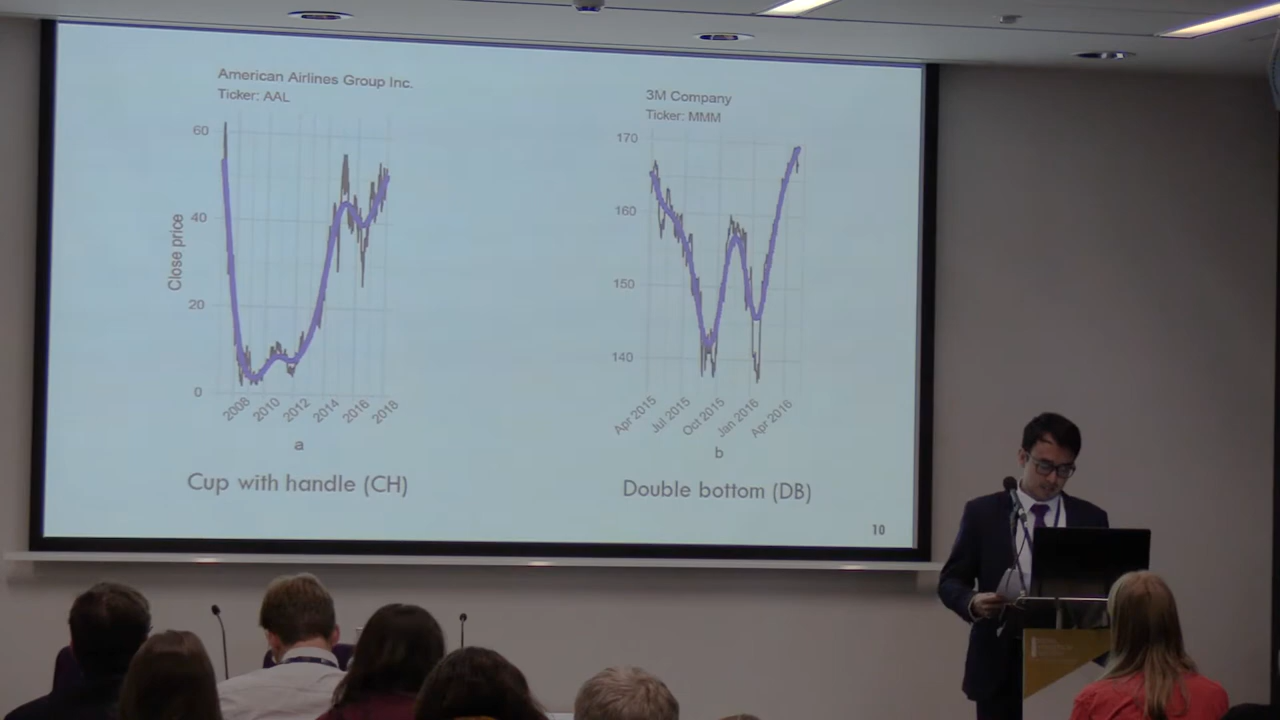 American Airlines Group Inc.
Ticker: AAL
60
40
20
0
Close price
2008
2010
2012
2014
2016
2018
a
Cup with handle (CH)
3M Company
Ticker: MMM
170
160
150
140
Apr 2015
Jul 2015
Oct 2015
Jan 2016
Apr 2016
b
Double bottom (DB)
10